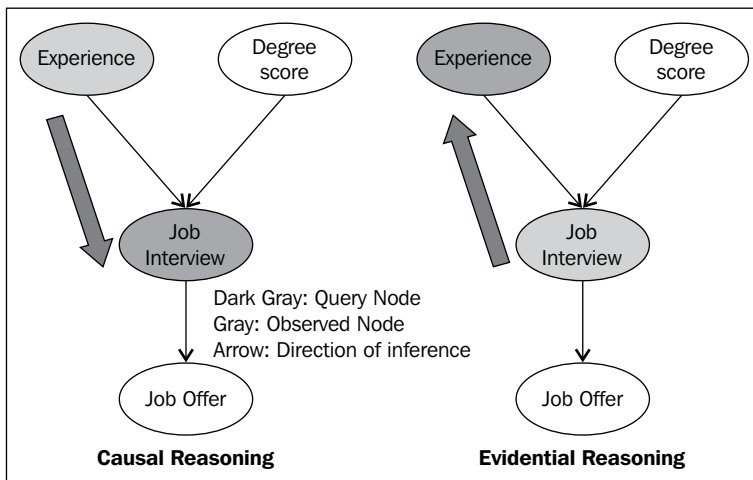 Experience
Degree
score
Job
Interview
Job Offer
Causal Reasoning
Dark Gray: Query Node
Gray: Observed Node
Arrow: Direction of inference
Experience
Degree
score
Job
Interview
Job Offer
Evidential Reasoning